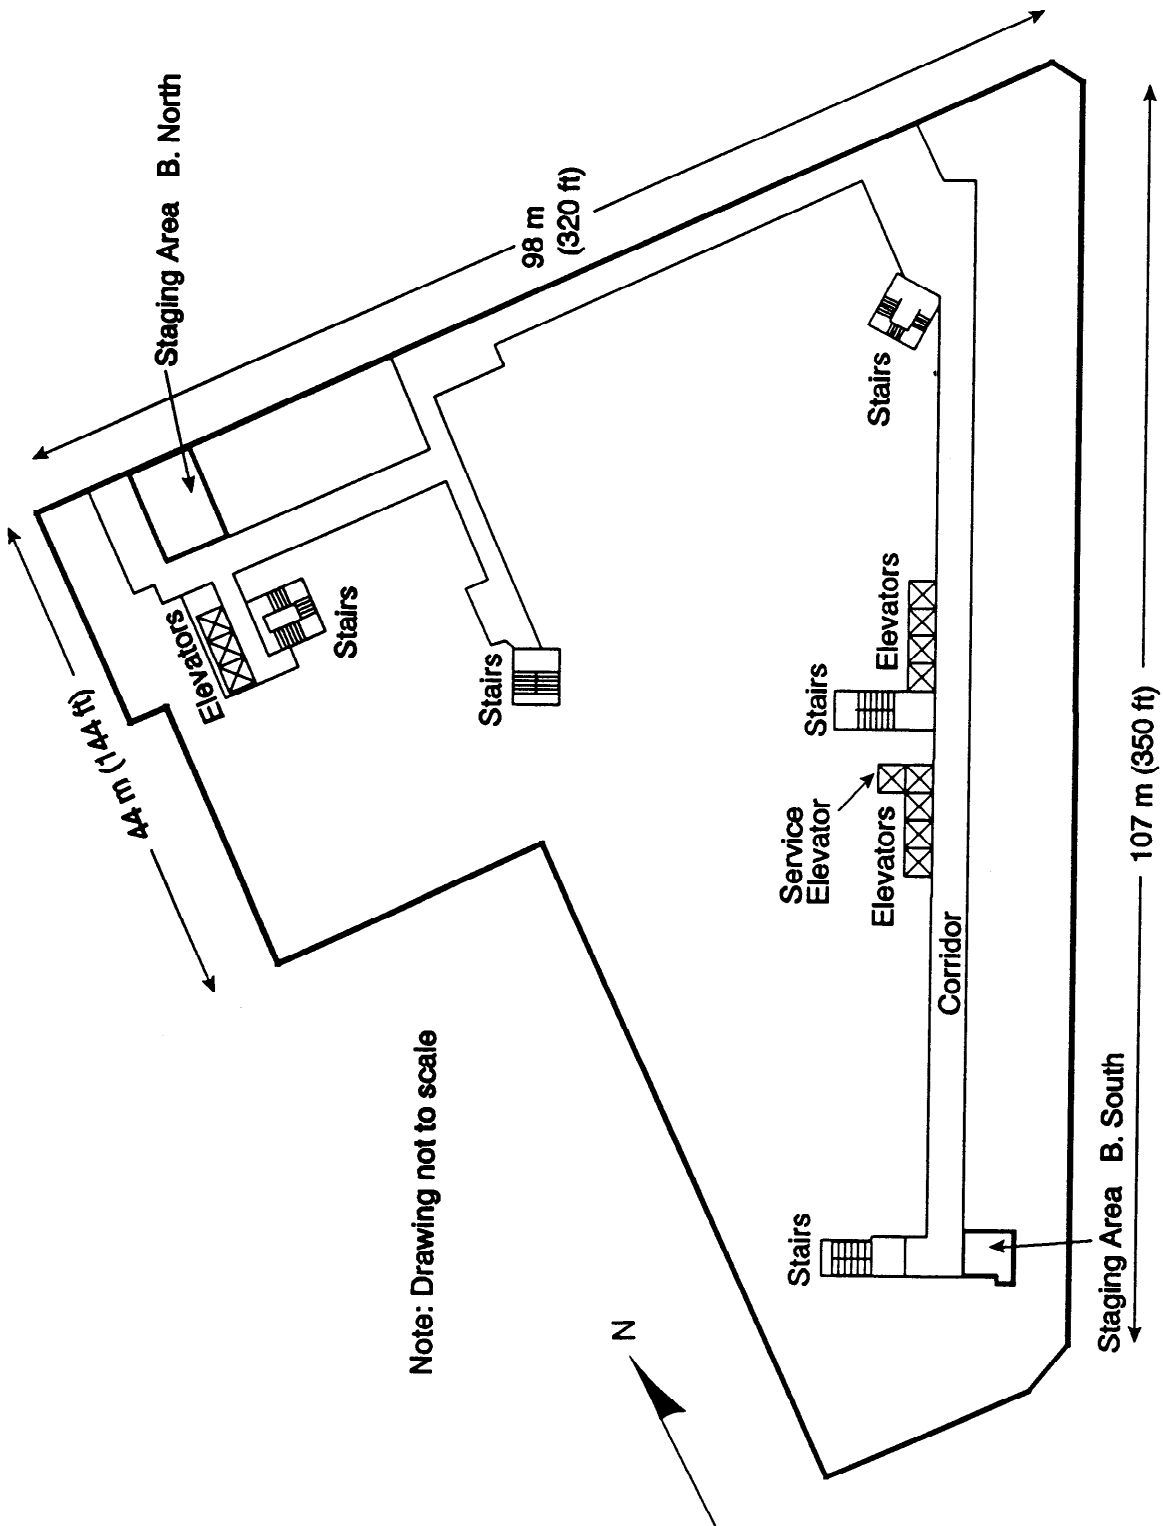 Staging Area B. North
98 m
(320 ft)
44 m (144 ft)
Elevators
Stairs
Stairs
Stairs
Stairs
Elevators
Service
Elevator
Elevators
Corridor
107 m (350 ft)
Stairs
Staging Area B. South
Note: Drawing not to scale
N